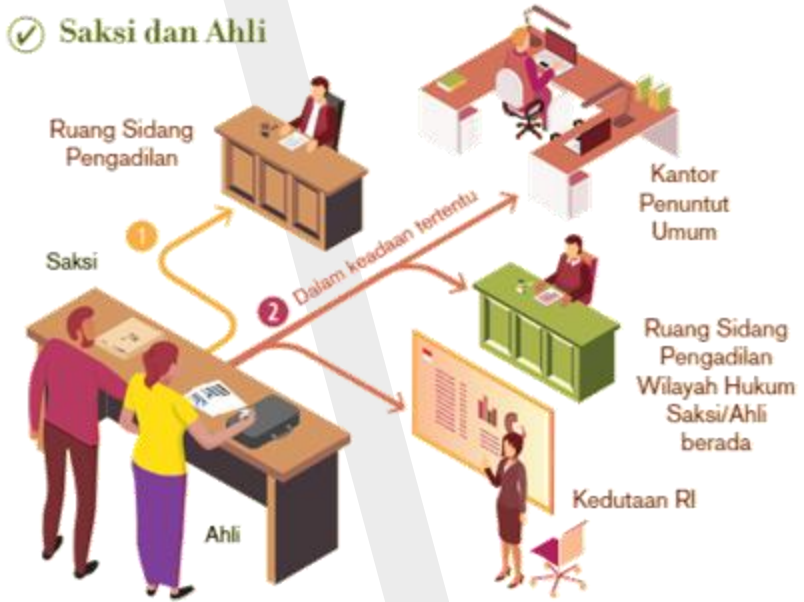 Saksi dan Ahli
Ruang Sidang
Pengadilan
1
Saksi
2
Dalam keadaan tertentu
Kantor
Penuntut
Umum
Ruang Sidang
Pengadilan
Wilayah Hukum
Saksi/Ahli
berada
Kedutaan RI
Ahli